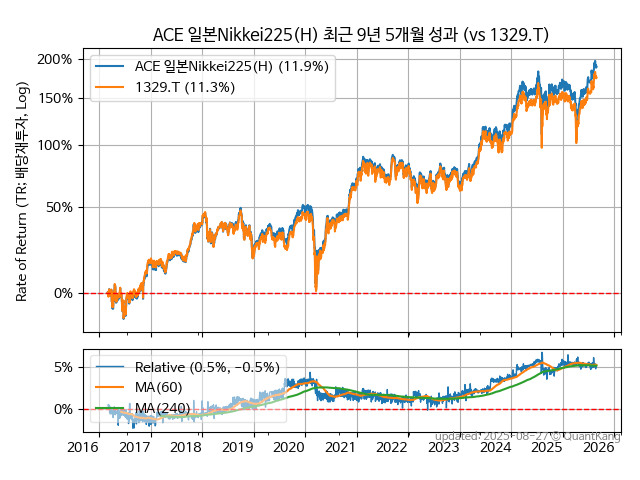 ACE 일본Nikkei225(H) 최근 9년 5개월 성과 (vs 1329.T)
200%
150%
100%
50%
0%
Rate of Return (TR: 배당재투자, Log)
ACE 일본Nikkei225(H) (11.9%)
1329.T (11.3%)
5%
0%
Relative (0.5%, −0.5%)
MA(60)
MA(240)
2016 2017 2018 2019 2020 2021 2022 2023 2024 2025 2026
updated: 2025-08-27 © QuantKang